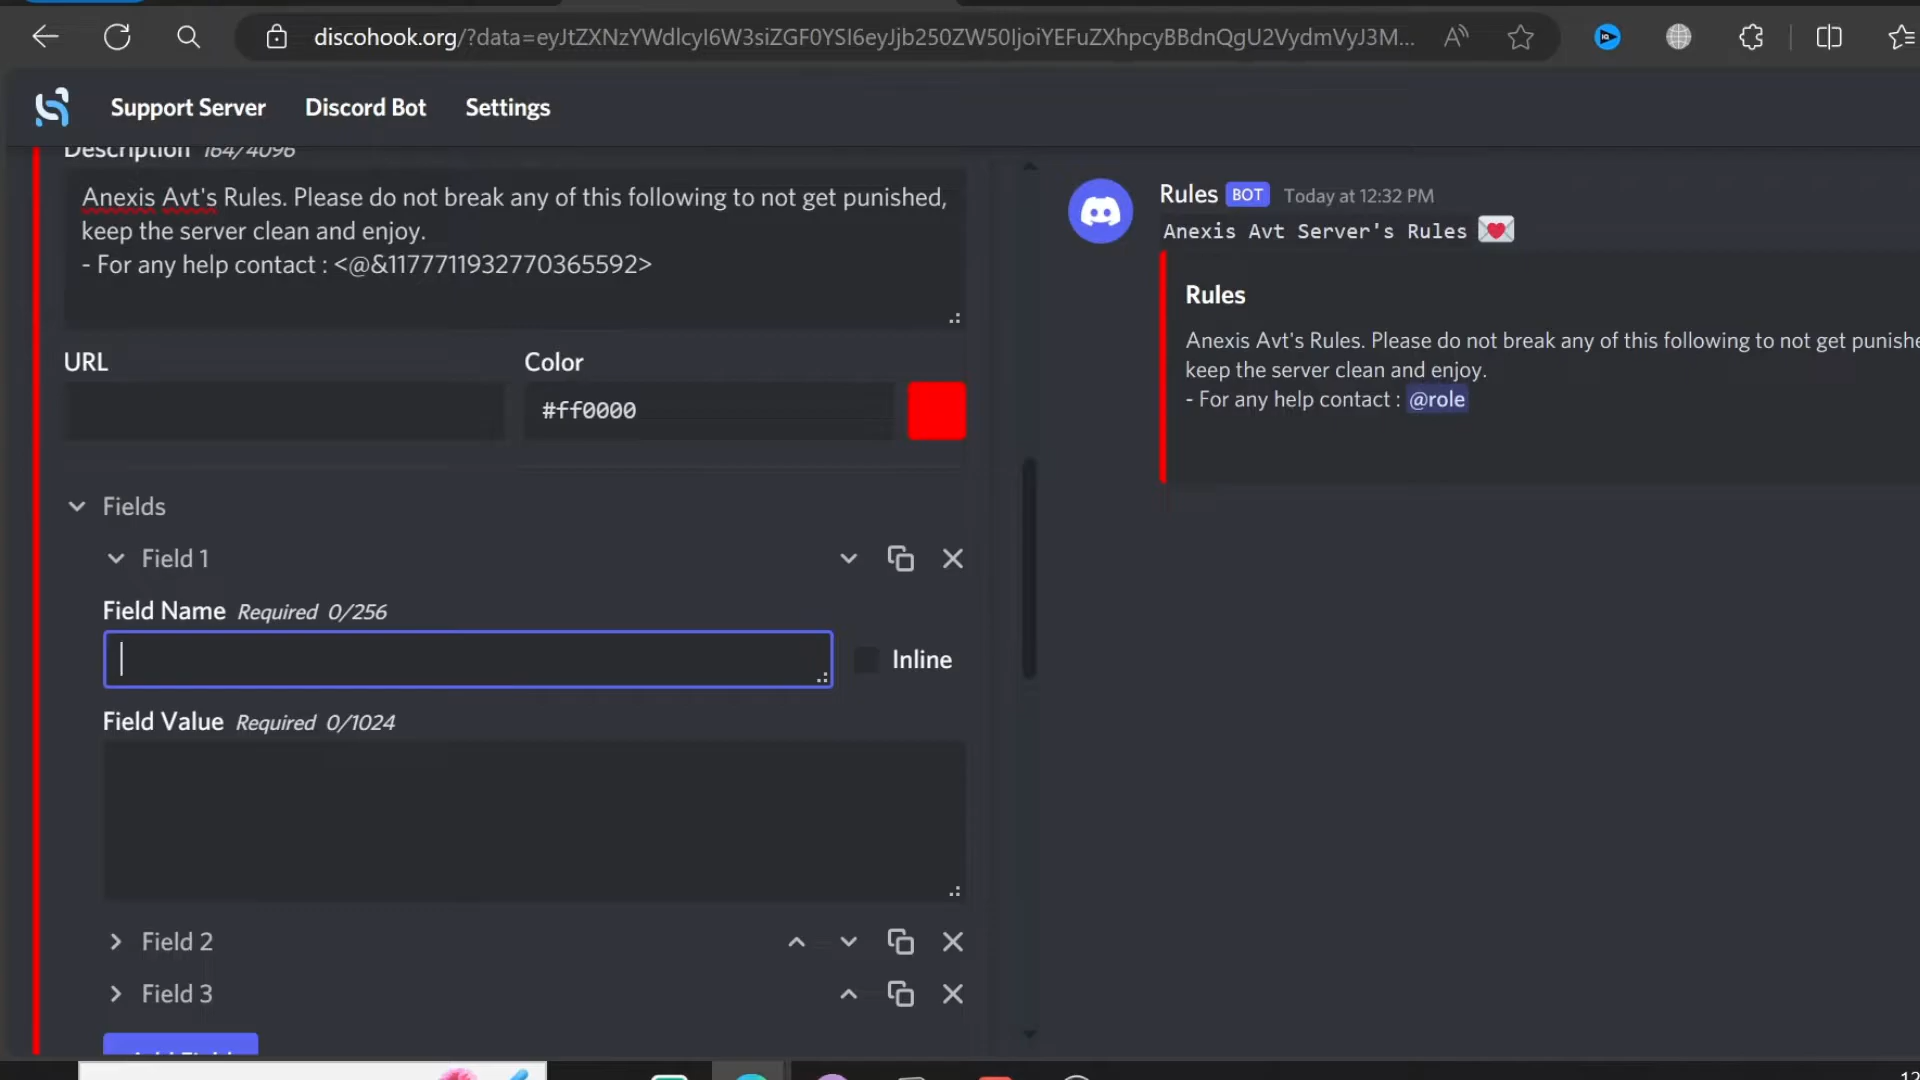 discohook.org/?data=eyJtZXNzYWdlcyI6W3siZGF0YSI6eyJjb250ZW50IjoiYEFuZXhpcyBBdnQgU2VydmVyJ3M...
Support Server
Discord Bot
Settings
Description 164/4096
Anexis Avt's Rules. Please do not break any of this following to not get punished,
keep the server clean and enjoy.
- For any help contact : <@&1177711932770365592>
URL
Color
#ff0000
Fields
Field 1
Field Name Required 0/256
Inline
Field Value Required 0/1024
Field 2
Field 3
Rules BOT Today at 12:32 PM
Anexis Avt Server's Rules
Rules
Anexis Avt's Rules. Please do not break any of this following to not get punishe
keep the server clean and enjoy.
- For any help contact : @role